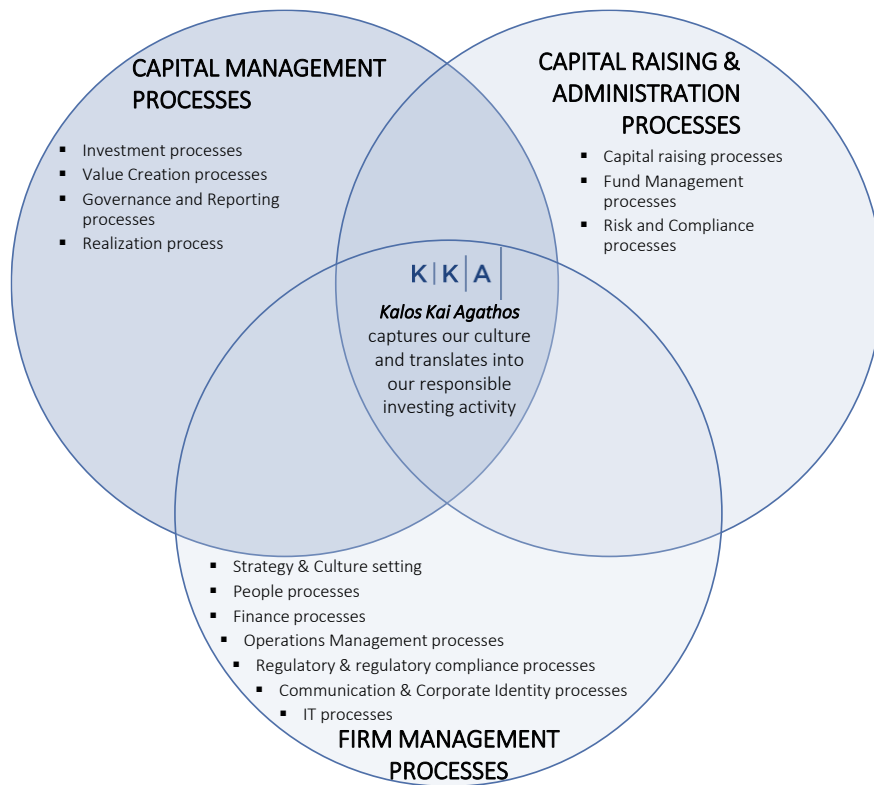 CAPITAL MANAGEMENT
PROCESSES
▪ Investment processes
▪ Value Creation processes
▪ Governance and Reporting
processes
▪ Realization process
CAPITAL RAISING &
ADMINISTRATION
PROCESSES
▪ Capital raising processes
▪ Fund Management
processes
▪ Risk and Compliance
processes
K|K|A|
Kalos Kai Agathos
captures our culture
and translates into
our responsible
investing activity
▪ Strategy & Culture setting
▪ People processes
▪ Finance processes
▪ Operations Management processes
▪ Regulatory & regulatory compliance processes
▪ Communication & Corporate Identity processes
▪ IT processes
FIRM MANAGEMENT
PROCESSES